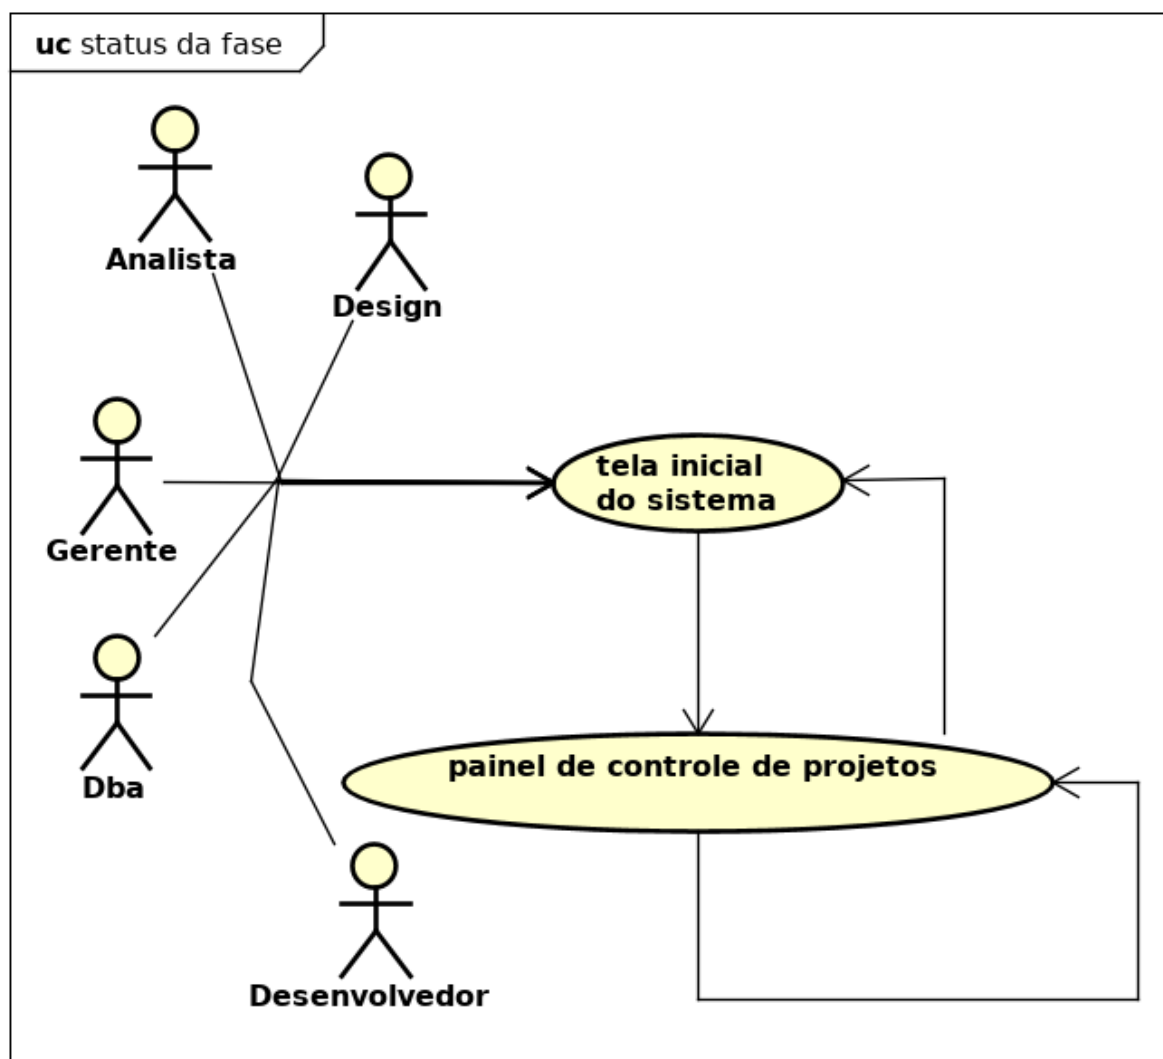 uc status da fase
Analista
Design
Gerente
tela inicial
do sistema
Dba
painel de controle de projetos
Desenvolvedor